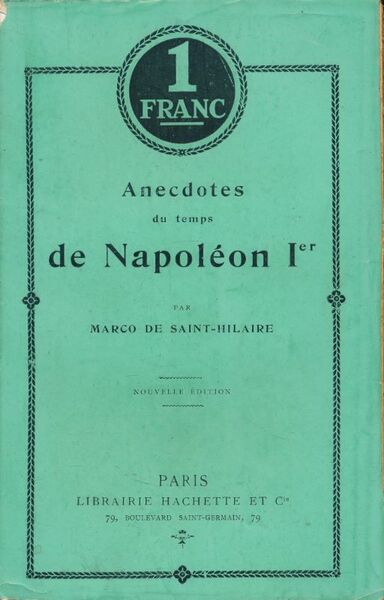 1
FRANC
Anecdotes
du temps
de Napoléon Ier
PAR
MARCO DE SAINT-HILAIRE
NOUVELLE ÉDITION
PARIS
LIBRAIRIE HACHETTE ET Cie
79, BOULEVARD SAINT-GERMAIN, 79